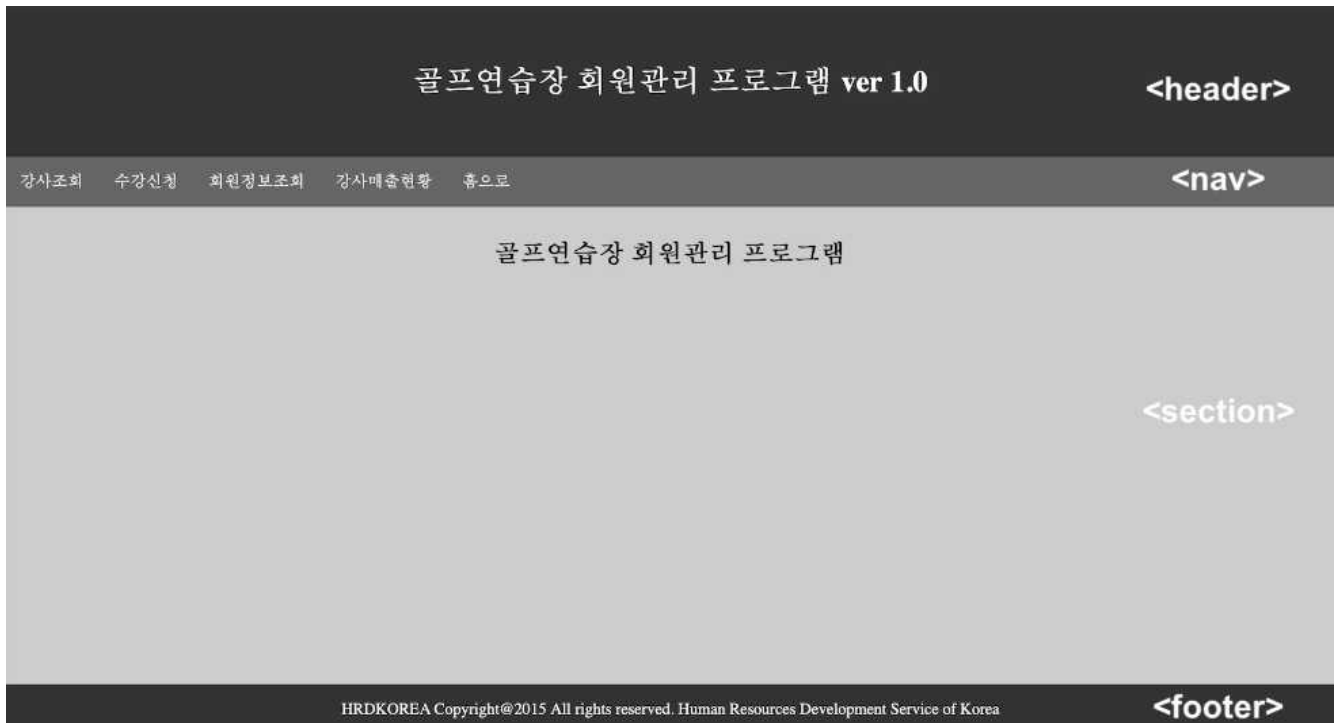 골프연습장 회원관리 프로그램 ver 1.0
<header>
강사조회 수강신청 회원정보조회 강사매출현황 홈으로
<nav>
골프연습장 회원관리 프로그램
<section>
HRDKOREA Copyright@2015 All rights reserved. Human Resources Development Service of Korea
<footer>